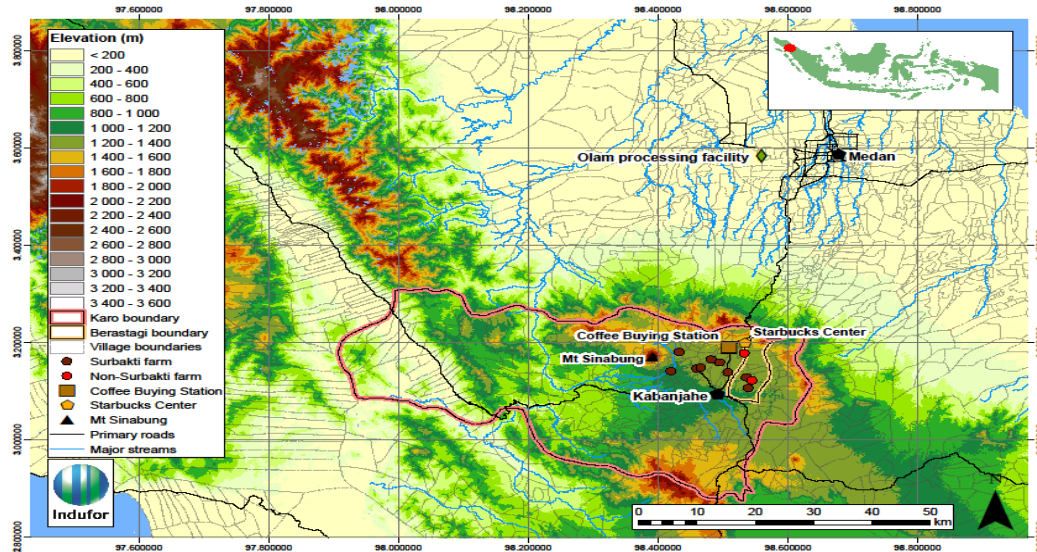 97.600000 97.800000 98.000000 98.200000 98.400000 98.600000 98.800000
3.800000
3.600000
3.400000
3.200000
3.000000
2.800000
Elevation (m)
< 200
200 - 400
400 - 600
600 - 800
800 - 1 000
1 000 - 1 200
1 200 - 1 400
1 400 - 1 600
1 600 - 1 800
1 800 - 2 000
2 000 - 2 200
2 200 - 2 400
2 400 - 2 600
2 600 - 2 800
2 800 - 3 000
3 000 - 3 200
3 200 - 3 400
3 400 - 3 600
Karo boundary
Berastagi boundary
Village boundaries
Surbakti farm
Non-Surbakti farm
Coffee Buying Station
Starbucks Center
Mt Sinabung
Primary roads
Major streams
Indufor
Olam processing facility
Medan
Coffee Buying Station
Starbucks Center
Mt Sinabung
Kabanjahe
0 10 20 30 40 50
km
97.600000 97.800000 98.000000 98.200000 98.400000 98.600000 98.800000